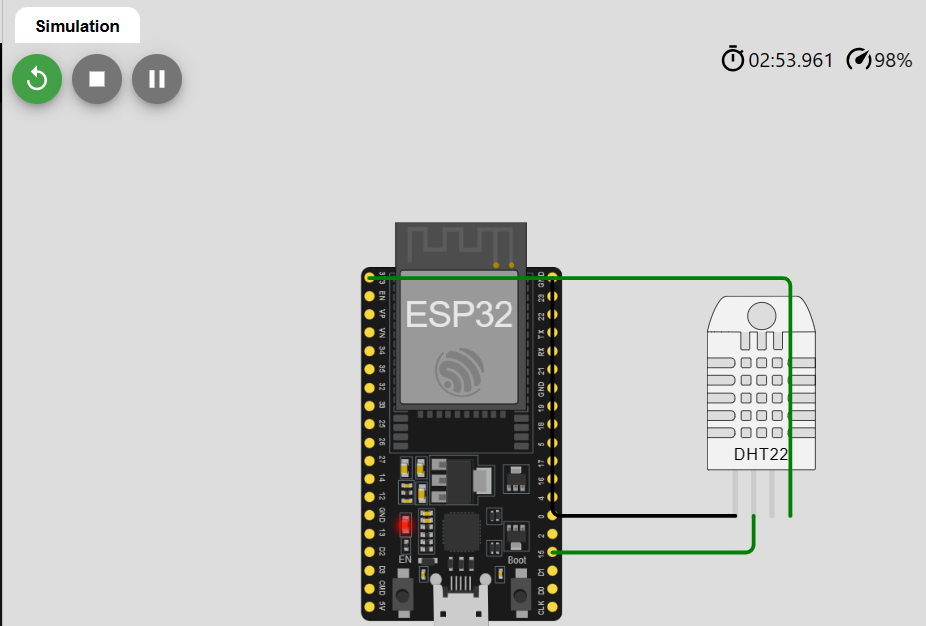 Simulation
02:53.961 98%
ESP32
3V3
EN
VP
VN
34
35
32
33
25
26
27
14
12
GND
13
D2
D3
CMD
5V
GND
23
22
TX
RX
21
GND
19
18
5
17
16
4
0
2
15
D1
D0
CLK
EN
Boot
DHT22